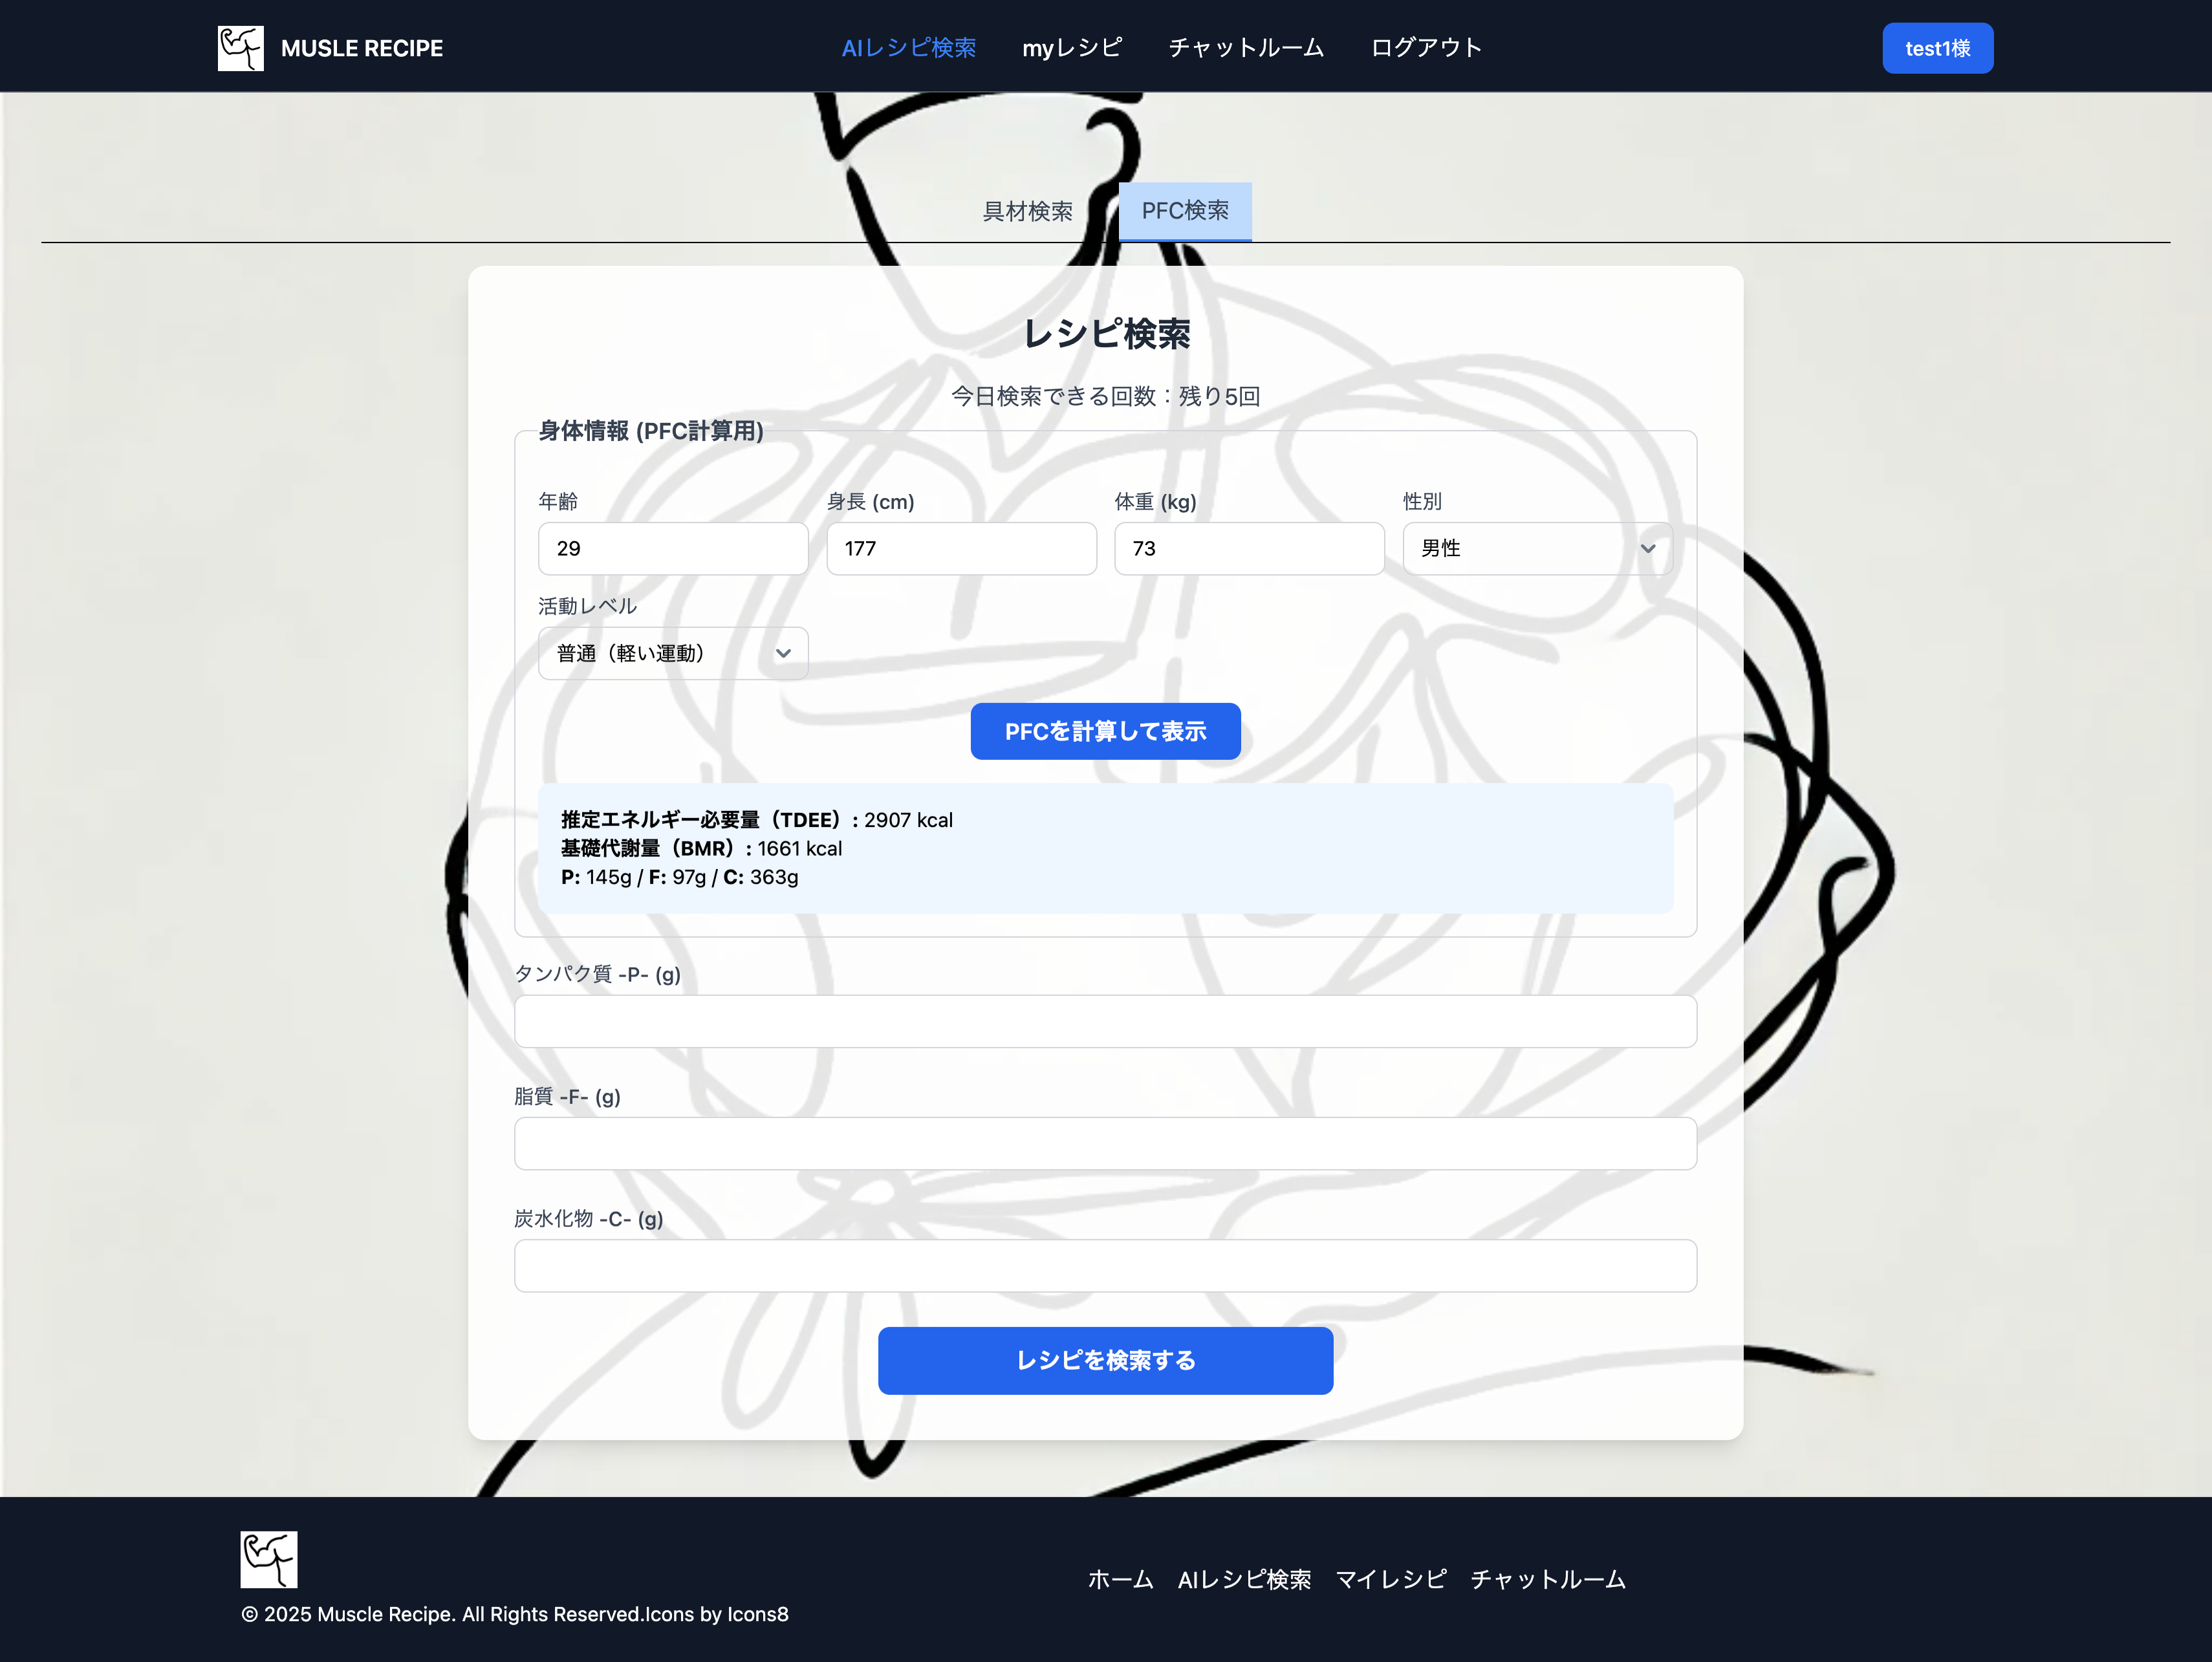 MUSLE RECIPE
AIレシピ検索 myレシピ チャットルーム ログアウト
test1様
具材検索 PFC検索
レシピ検索
今日検索できる回数：残り5回
身体情報 (PFC計算用)
年齢 身長 (cm) 体重 (kg) 性別
29 177 73 男性
活動レベル
普通（軽い運動）
PFCを計算して表示
推定エネルギー必要量（TDEE）: 2907 kcal
基礎代謝量（BMR）: 1661 kcal
P: 145g / F: 97g / C: 363g
タンパク質 -P- (g)
脂質 -F- (g)
炭水化物 -C- (g)
レシピを検索する
ホーム AIレシピ検索 マイレシピ チャットルーム
© 2025 Muscle Recipe. All Rights Reserved.Icons by Icons8